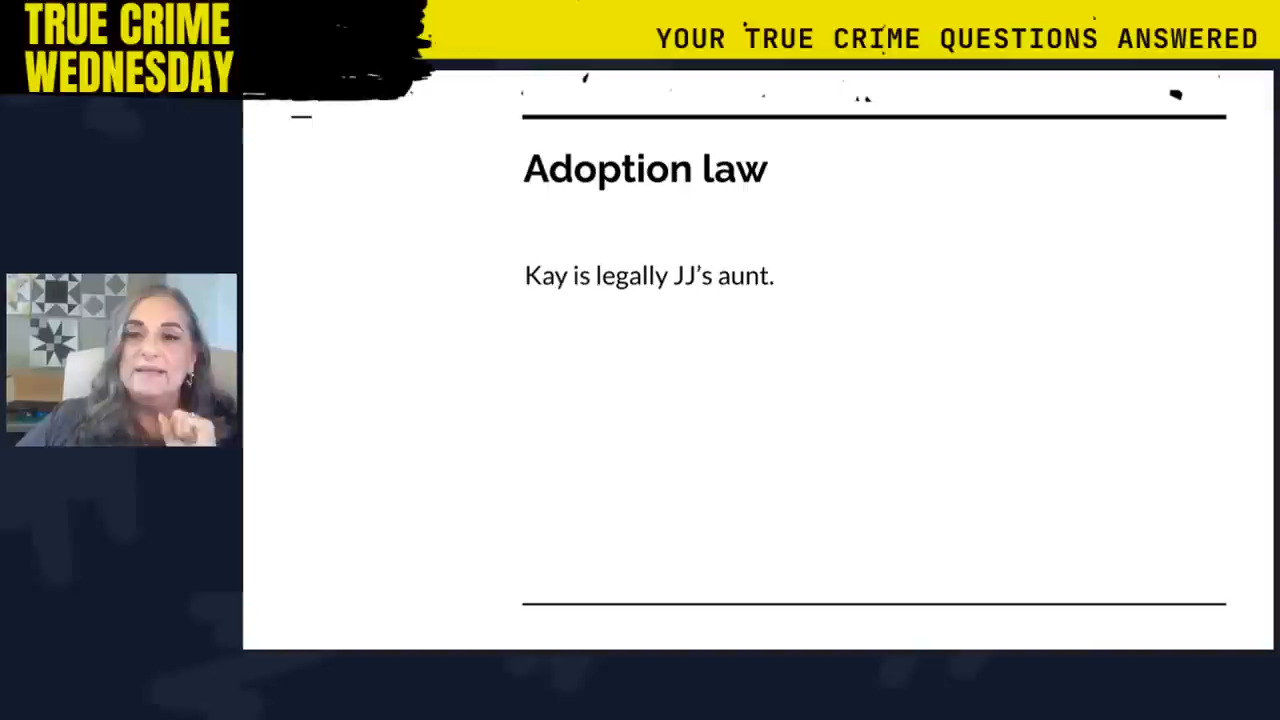 TRUE CRIME
WEDNESDAY
YOUR TRUE CRIME QUESTIONS ANSWERED
Adoption law
Kay is legally JJ’s aunt.